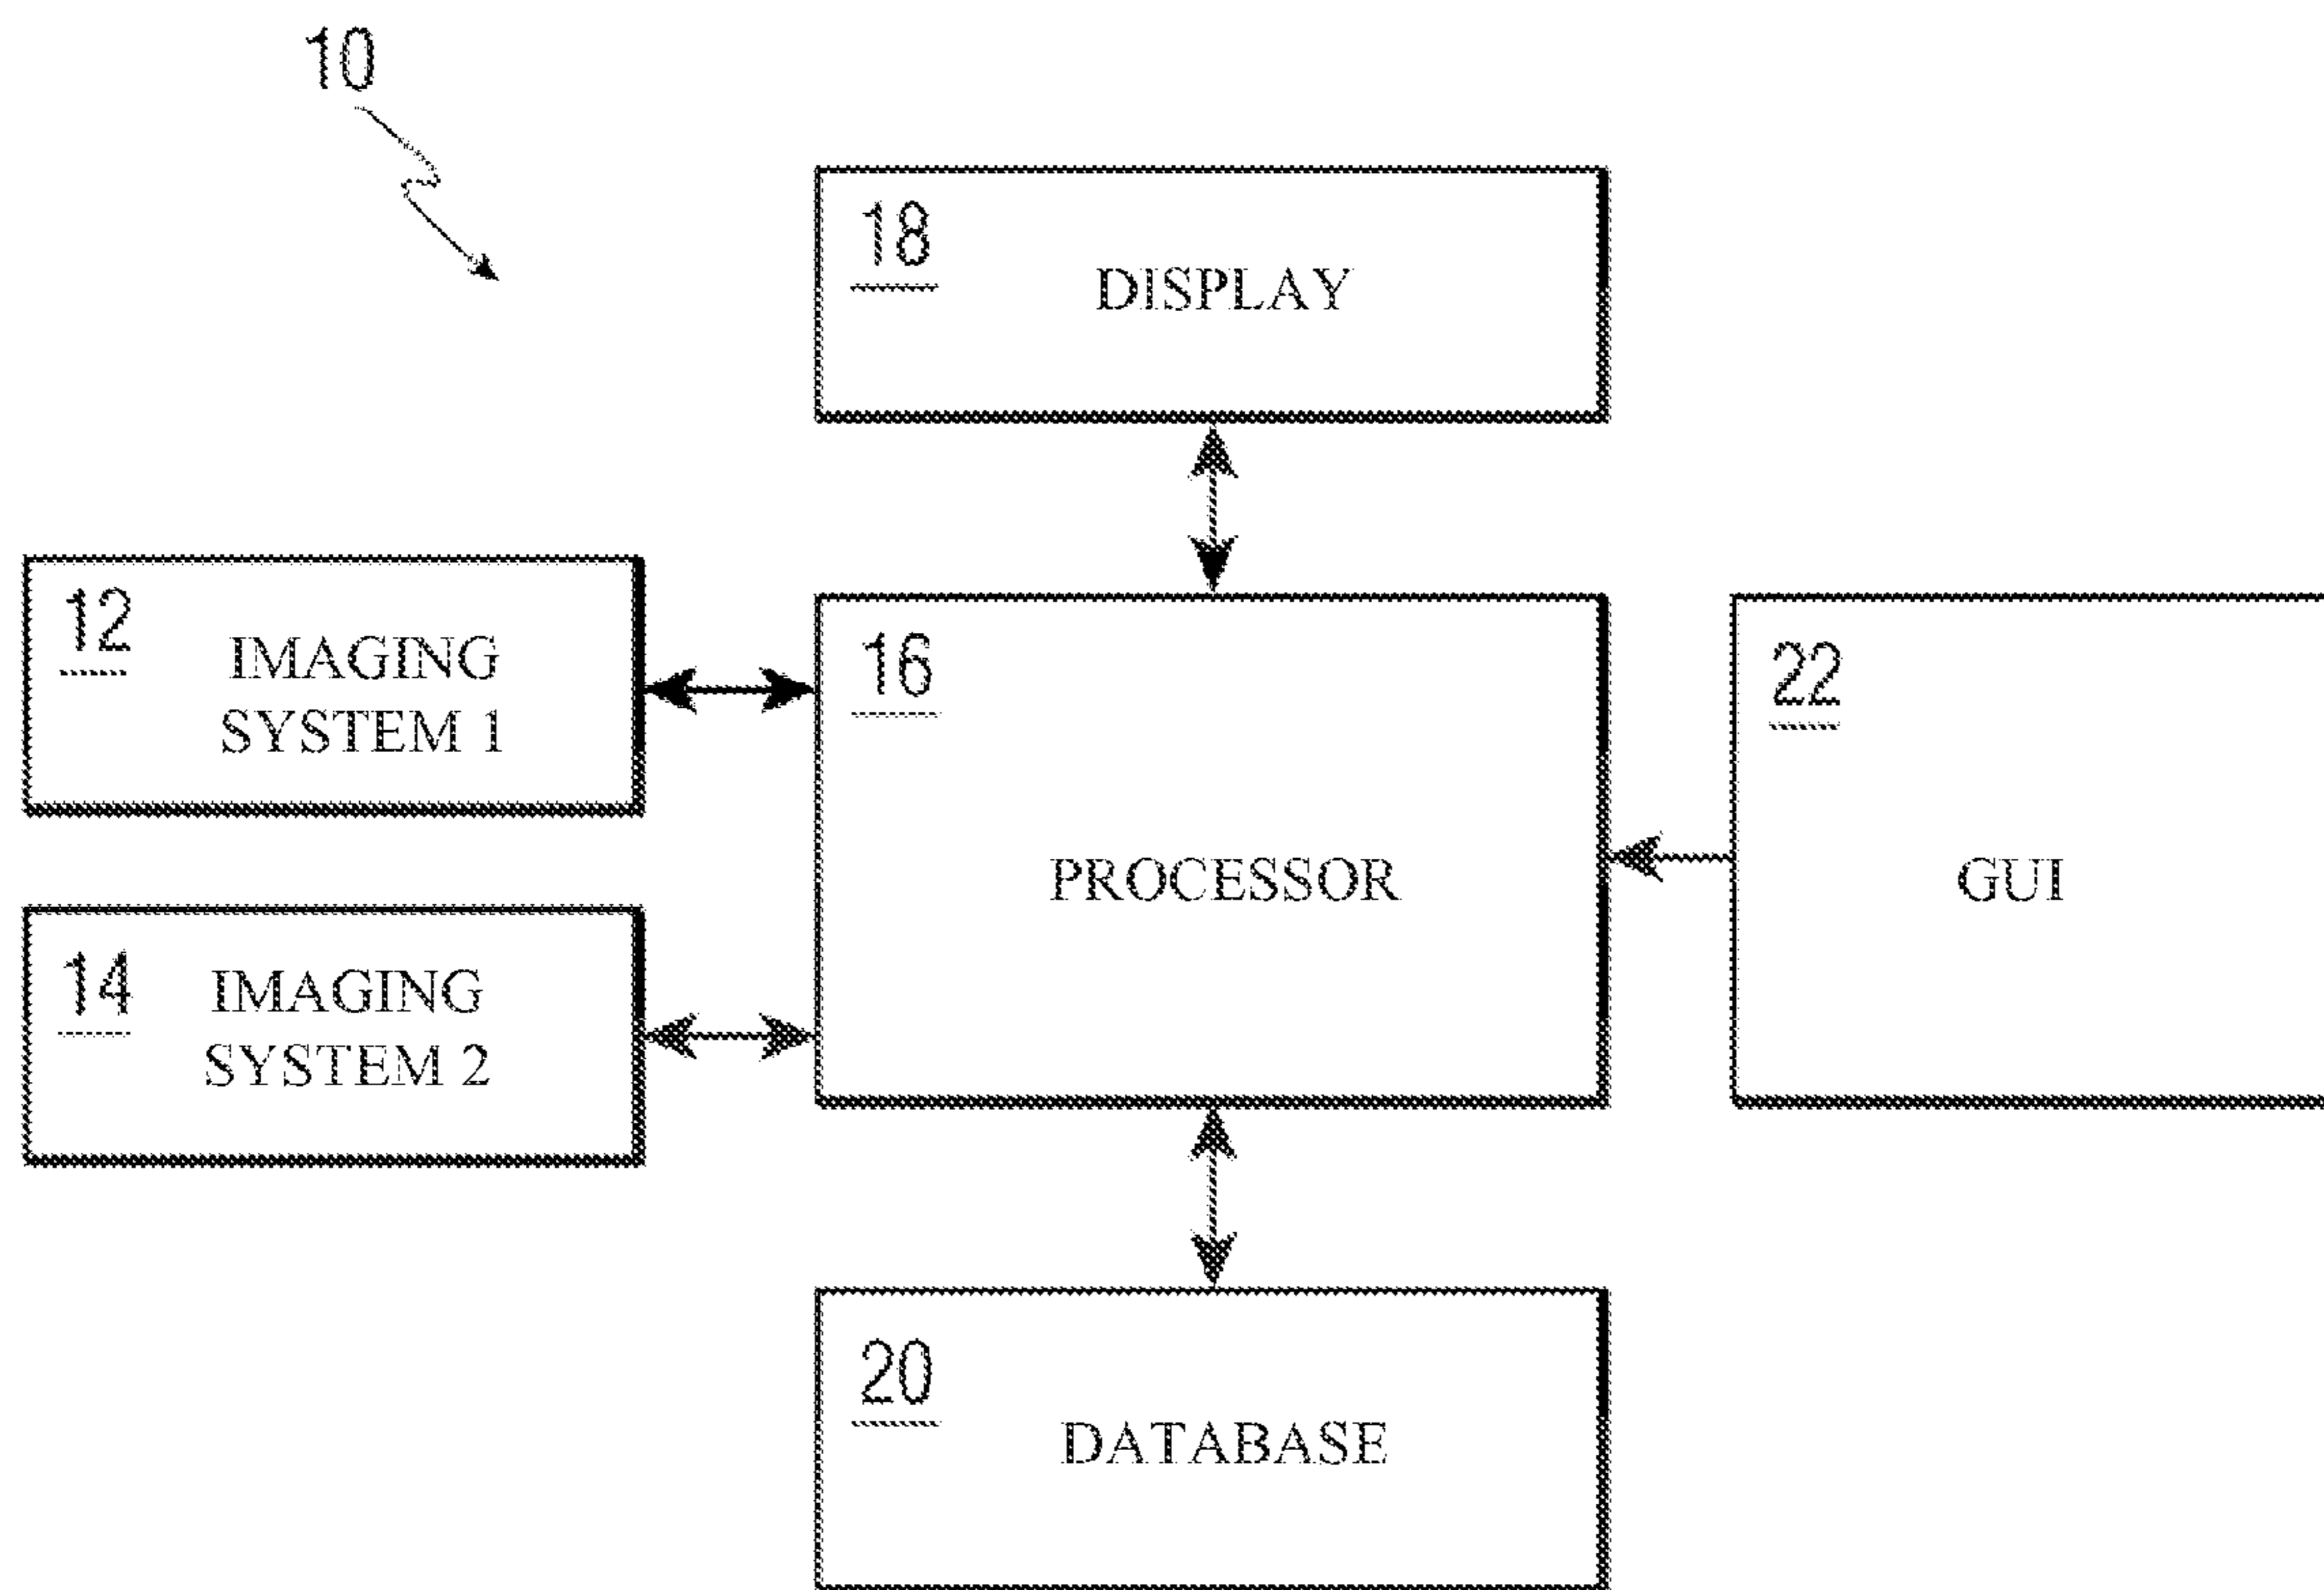 10
18
DISPLAY
12
IMAGING
SYSTEM 1
16
PROCESSOR
22
GUI
14
IMAGING
SYSTEM 2
20
DATABASE